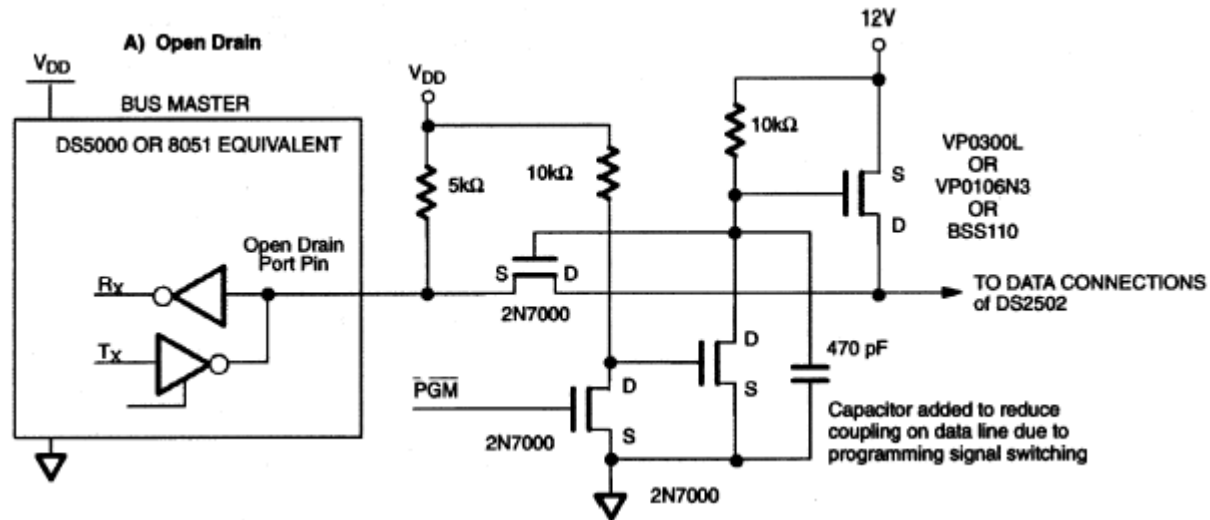 A) Open Drain
12V
VDD
BUS MASTER
DS5000 OR 8051 EQUIVALENT
VDD
5kΩ
10kΩ
10kΩ
S
D
VP0300L
OR
VP0106N3
OR
BSS110
Open Drain
Port Pin
RX
TX
S
D
2N7000
TO DATA CONNECTIONS
of DS2502
PGM
D
S
2N7000
D
S
2N7000
470 pF
Capacitor added to reduce
coupling on data line due to
programming signal switching